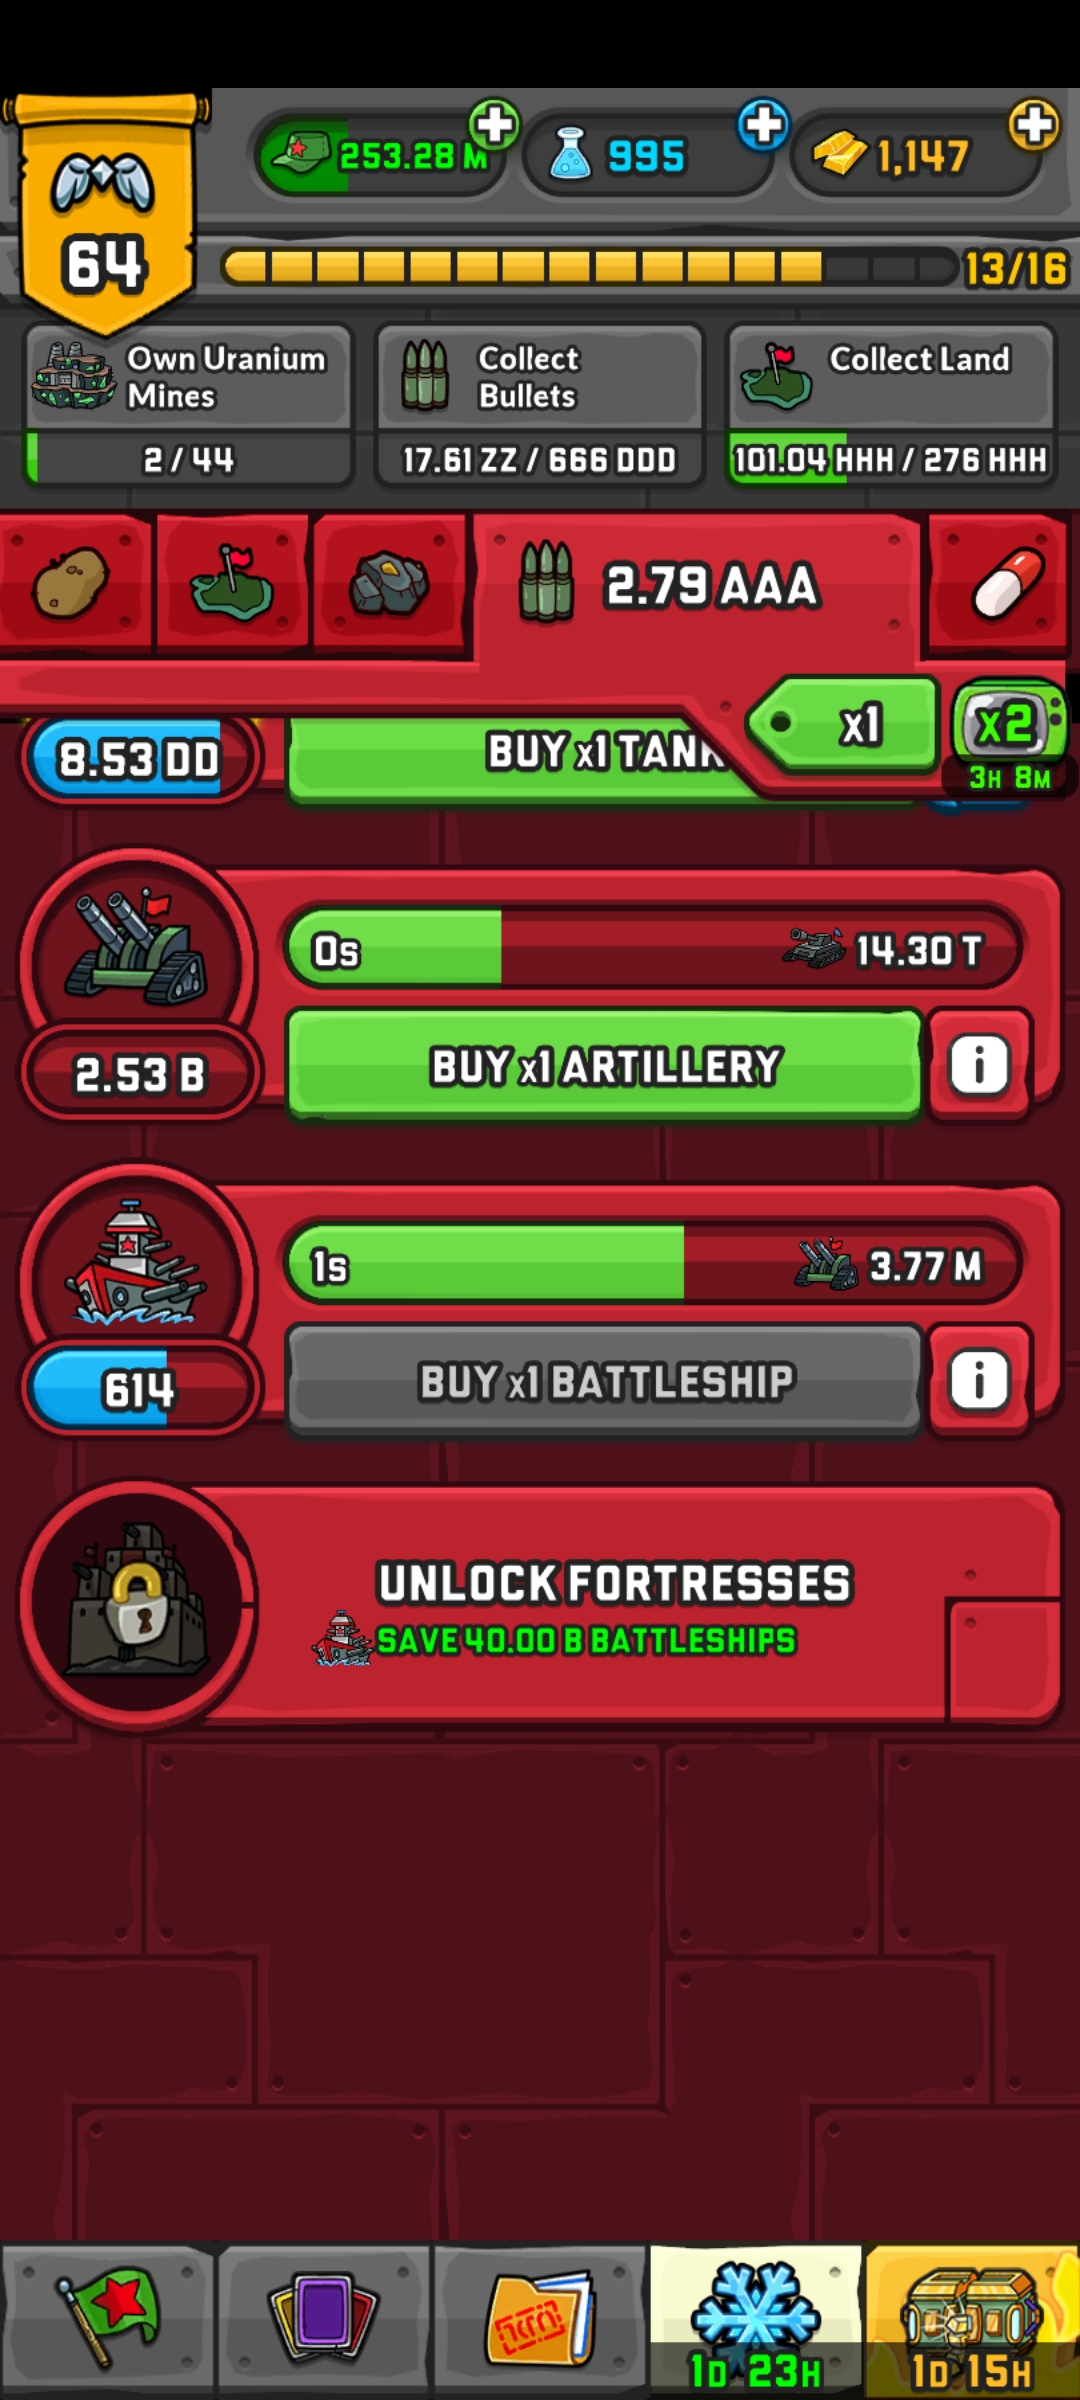 253.28 M
995
1,147
64
13/16
Own Uranium
Mines
2 / 44
Collect
Bullets
17.61 ZZ / 666 DDD
Collect Land
101.04 HHH / 276 HHH
2.79 AAA
x1
x2
3H 8M
8.53 DD
BUY x1 TANK
0s
14.30 T
2.53 B
BUY x1 ARTILLERY
i
1s
3.77 M
614
BUY x1 BATTLESHIP
i
UNLOCK FORTRESSES
SAVE 40.00 B BATTLESHIPS
1D 23H
1D 15H